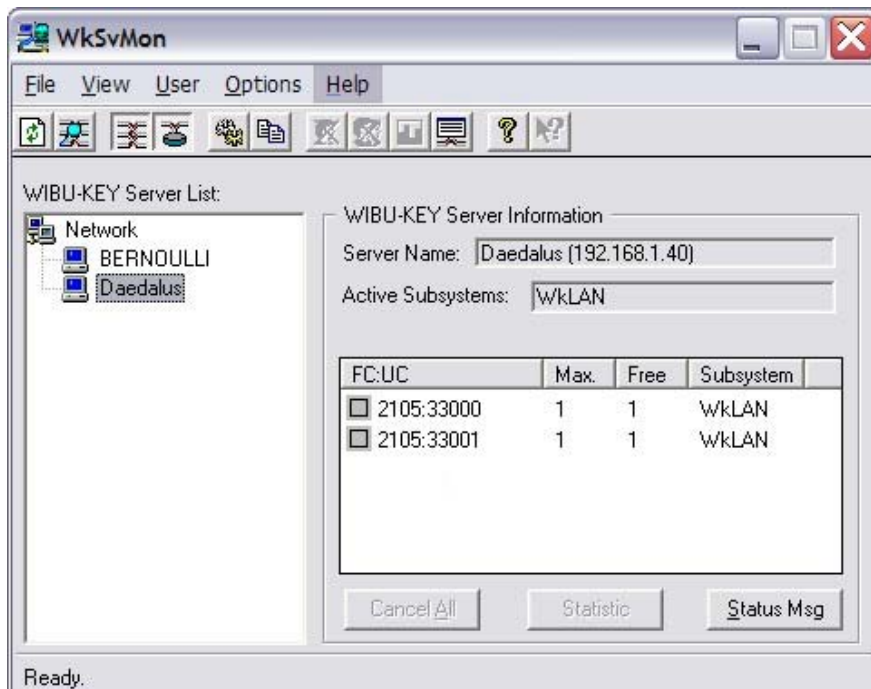 WkSvMon
File View User Options Help
WIBU-KEY Server List:
Network
BERNOULLI
Daedalus
WIBU-KEY Server Information
Server Name: Daedalus (192.168.1.40)
Active Subsystems: WkLAN
FC:UC Max. Free Subsystem
2105:33000 1 1 WkLAN
2105:33001 1 1 WkLAN
Cancel All Statistic Status Msg
Ready.